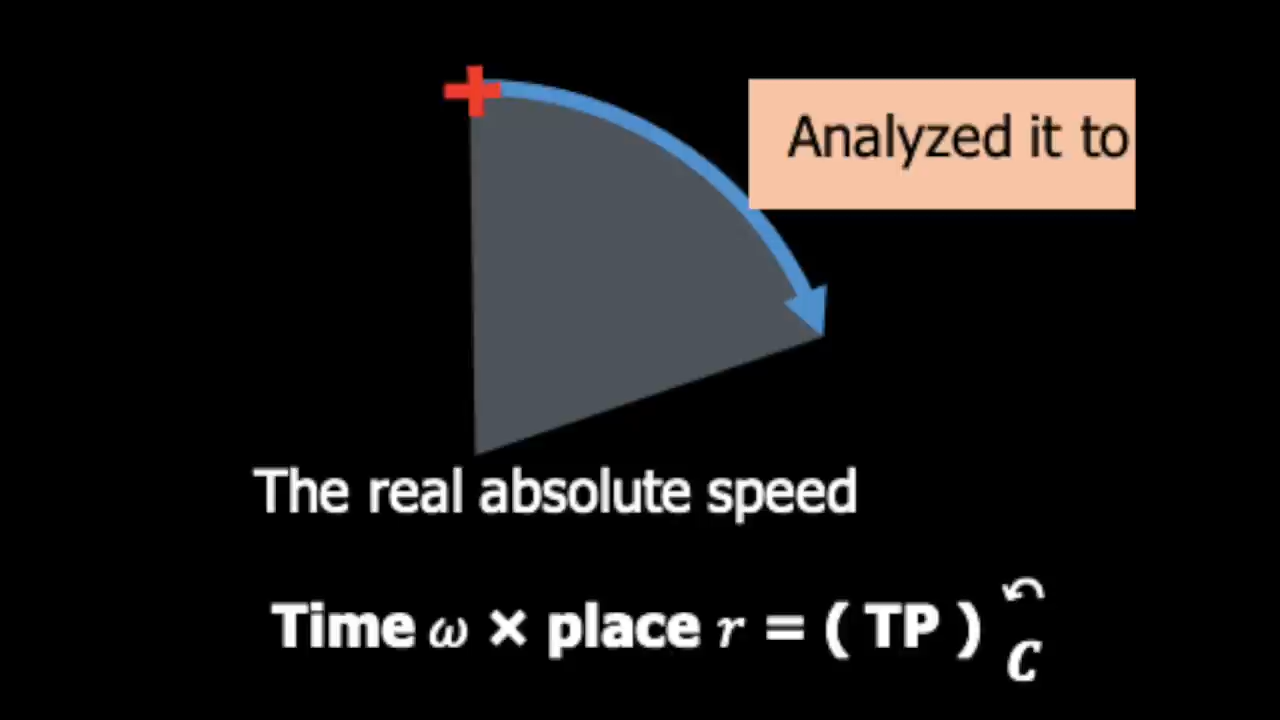 Analyzed it to
The real absolute speed
Time ω × place r = ( TP ) C